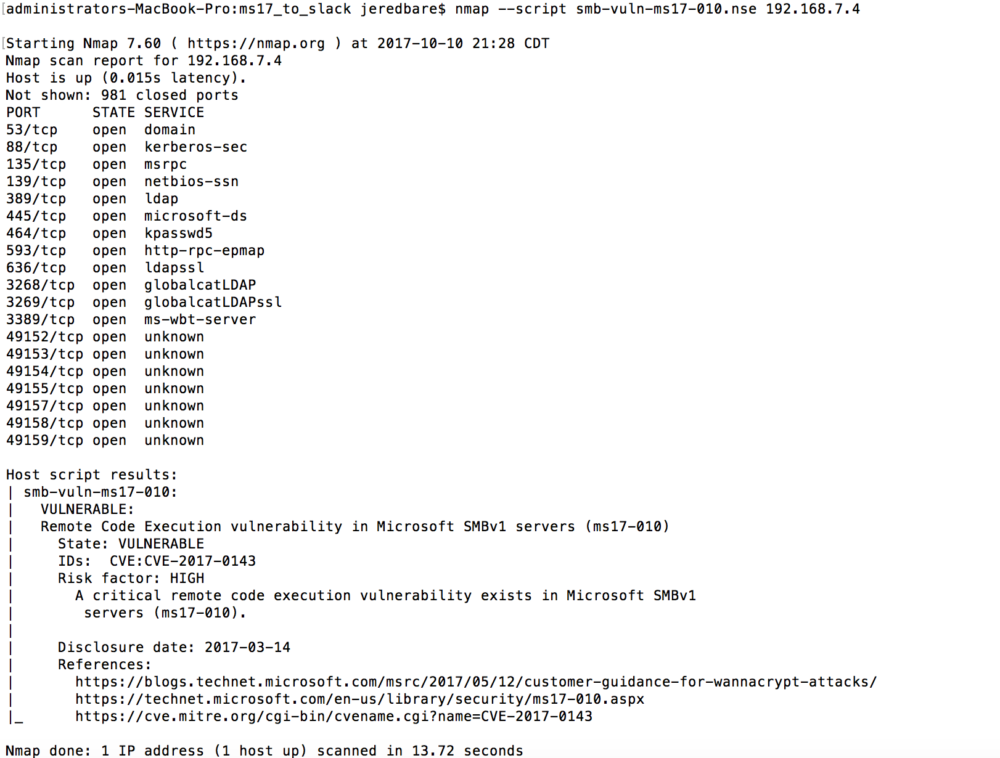 [administrators-MacBook-Pro:ms17_to_slack jeredbare$ nmap --script smb-vuln-ms17-010.nse 192.168.7.4
[Starting Nmap 7.60 ( https://nmap.org ) at 2017-10-10 21:28 CDT
Nmap scan report for 192.168.7.4
Host is up (0.015s latency).
Not shown: 981 closed ports
PORT      STATE SERVICE
53/tcp    open  domain
88/tcp    open  kerberos-sec
135/tcp   open  msrpc
139/tcp   open  netbios-ssn
389/tcp   open  ldap
445/tcp   open  microsoft-ds
464/tcp   open  kpasswd5
593/tcp   open  http-rpc-epmap
636/tcp   open  ldapssl
3268/tcp  open  globalcatLDAP
3269/tcp  open  globalcatLDAPssl
3389/tcp  open  ms-wbt-server
49152/tcp open  unknown
49153/tcp open  unknown
49154/tcp open  unknown
49155/tcp open  unknown
49157/tcp open  unknown
49158/tcp open  unknown
49159/tcp open  unknown
Host script results:
| smb-vuln-ms17-010:
|   VULNERABLE:
|   Remote Code Execution vulnerability in Microsoft SMBv1 servers (ms17-010)
|     State: VULNERABLE
|     IDs:  CVE:CVE-2017-0143
|     Risk factor: HIGH
|       A critical remote code execution vulnerability exists in Microsoft SMBv1
|        servers (ms17-010).
|
|     Disclosure date: 2017-03-14
|     References:
|       https://blogs.technet.microsoft.com/msrc/2017/05/12/customer-guidance-for-wannacrypt-attacks/
|       https://technet.microsoft.com/en-us/library/security/ms17-010.aspx
|_      https://cve.mitre.org/cgi-bin/cvename.cgi?name=CVE-2017-0143
Nmap done: 1 IP address (1 host up) scanned in 13.72 seconds